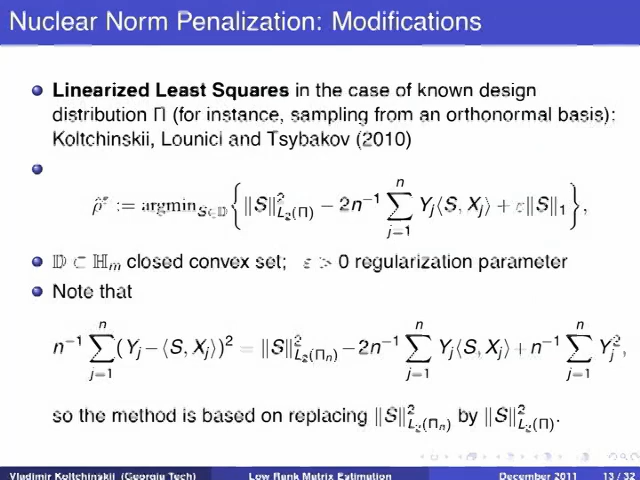 Nuclear Norm Penalization: Modifications
Linearized Least Squares in the case of known design
distribution Π (for instance, sampling from an orthonormal basis):
Koltchinskii, Lounici and Tsybakov (2010)
ρ̂^ε := argmin_{S∈𝔻} { ‖S‖²_{L₂(Π)} − 2n⁻¹ ∑_{j=1}^{n} Y_j⟨S, X_j⟩ + ε‖S‖₁ },
𝔻 ⊂ ℍ_m closed convex set; ε > 0 regularization parameter
Note that
n⁻¹ ∑_{j=1}^{n} (Y_j − ⟨S, X_j⟩)² = ‖S‖²_{L₂(Π_n)} − 2n⁻¹ ∑_{j=1}^{n} Y_j⟨S, X_j⟩ + n⁻¹ ∑_{j=1}^{n} Y_j²,
so the method is based on replacing ‖S‖²_{L₂(Π_n)} by ‖S‖²_{L₂(Π)}.
Vladimir Koltchinskii (Georgia Tech) Low Rank Matrix Estimation December 2011 13 / 32